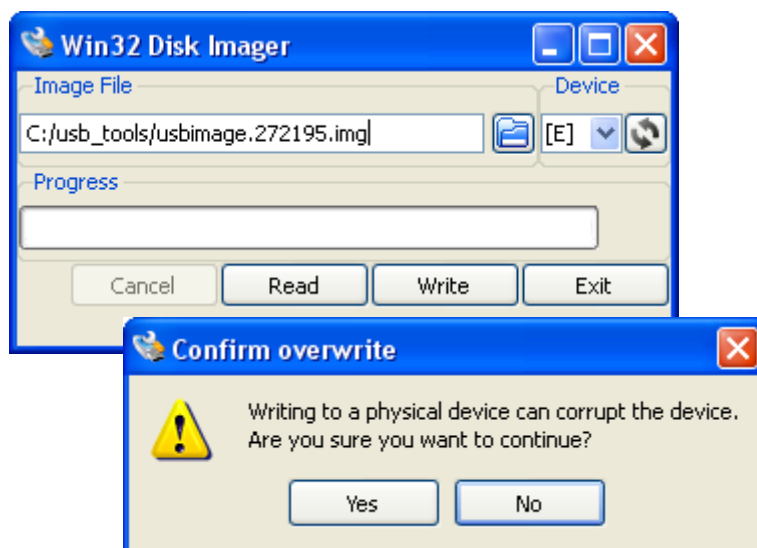 Win32 Disk Imager
Image File
Device
C:/usb_tools/usbimage.272195.img
[E]
Progress
Cancel
Read
Write
Exit
Confirm overwrite
Writing to a physical device can corrupt the device.
Are you sure you want to continue?
Yes
No